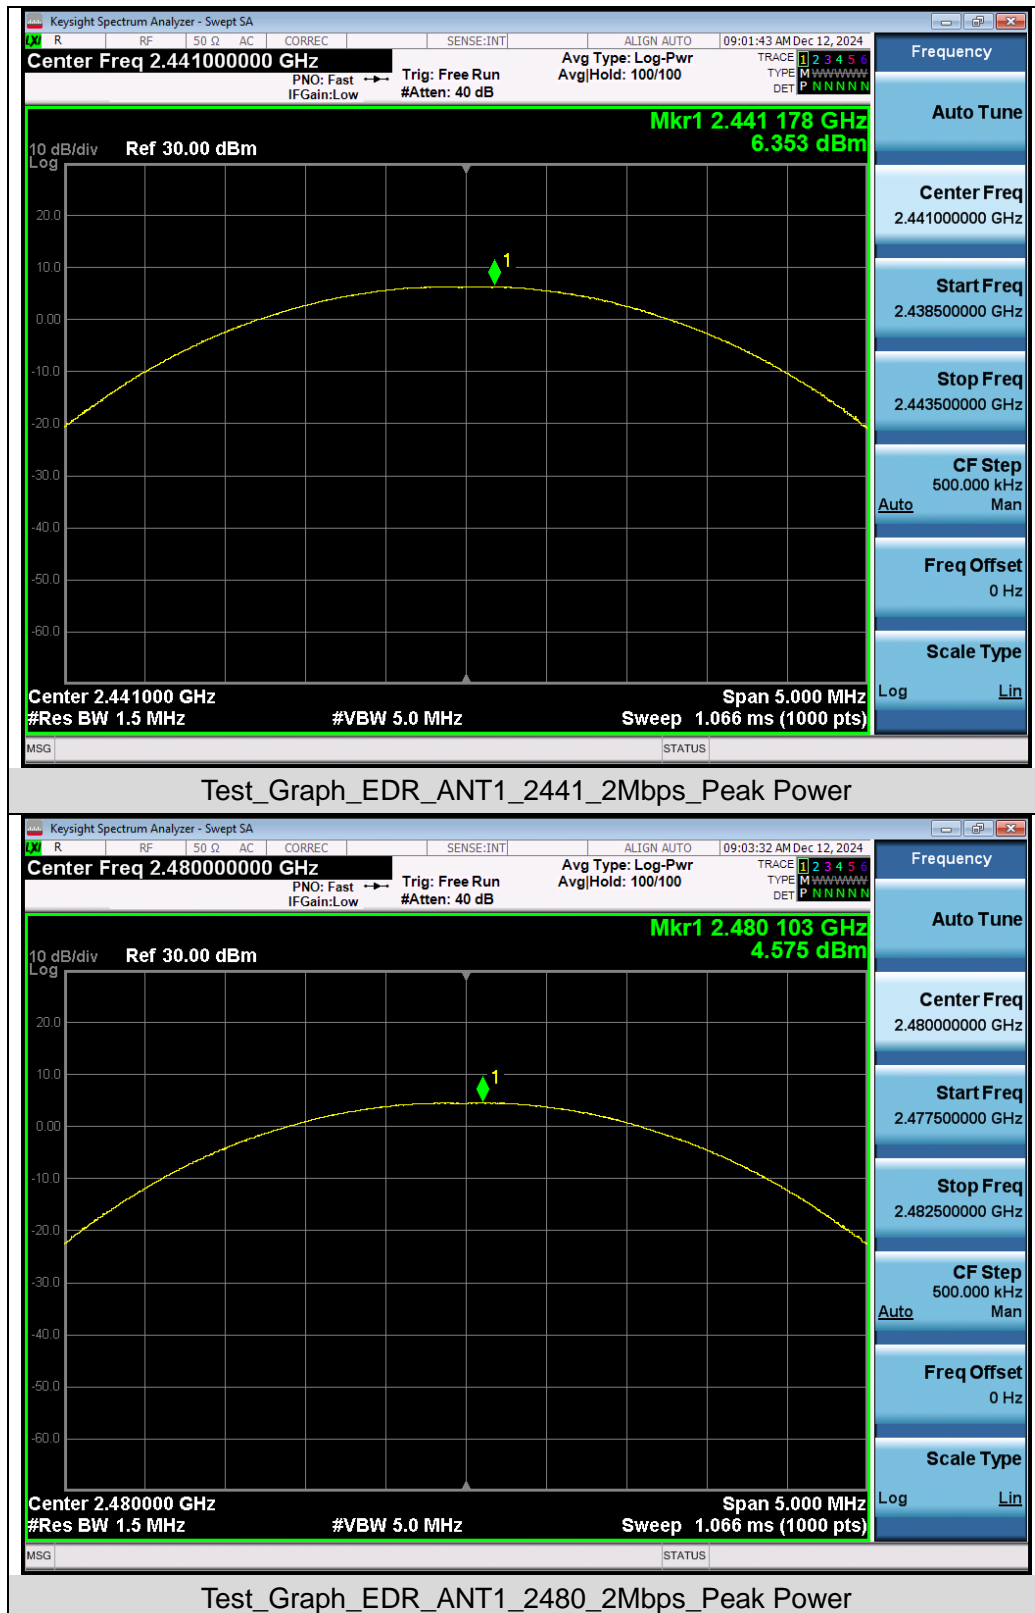 Keysight Spectrum Analyzer - Swept SA
LXI R RF 50 Ω AC CORREC SENSE:INT ALIGN AUTO 09:01:43 AM Dec 12, 2024
Center Freq 2.441000000 GHz
PNO: Fast
IFGain:Low
Trig: Free Run
#Atten: 40 dB
Avg Type: Log-Pwr
Avg|Hold: 100/100
TRACE 1 2 3 4 5 6
TYPE M WWWWW
DET P N N N N N
Mkr1 2.441 178 GHz
6.353 dBm
10 dB/div Ref 30.00 dBm
Log
20.0
10.0
0.00
-10.0
-20.0
-30.0
-40.0
-50.0
-60.0
1
Center 2.441000 GHz Span 5.000 MHz
#Res BW 1.5 MHz #VBW 5.0 MHz Sweep 1.066 ms (1000 pts)
MSG STATUS
Frequency
Auto Tune
Center Freq
2.441000000 GHz
Start Freq
2.438500000 GHz
Stop Freq
2.443500000 GHz
CF Step
500.000 kHz
Auto Man
Freq Offset
0 Hz
Scale Type
Log Lin
Test_Graph_EDR_ANT1_2441_2Mbps_Peak Power
Keysight Spectrum Analyzer - Swept SA
LXI R RF 50 Ω AC CORREC SENSE:INT ALIGN AUTO 09:03:32 AM Dec 12, 2024
Center Freq 2.480000000 GHz
PNO: Fast
IFGain:Low
Trig: Free Run
#Atten: 40 dB
Avg Type: Log-Pwr
Avg|Hold: 100/100
TRACE 1 2 3 4 5 6
TYPE M WWWWW
DET P N N N N N
Mkr1 2.480 103 GHz
4.575 dBm
10 dB/div Ref 30.00 dBm
Log
20.0
10.0
0.00
-10.0
-20.0
-30.0
-40.0
-50.0
-60.0
1
Center 2.480000 GHz Span 5.000 MHz
#Res BW 1.5 MHz #VBW 5.0 MHz Sweep 1.066 ms (1000 pts)
MSG STATUS
Frequency
Auto Tune
Center Freq
2.480000000 GHz
Start Freq
2.477500000 GHz
Stop Freq
2.482500000 GHz
CF Step
500.000 kHz
Auto Man
Freq Offset
0 Hz
Scale Type
Log Lin
Test_Graph_EDR_ANT1_2480_2Mbps_Peak Power